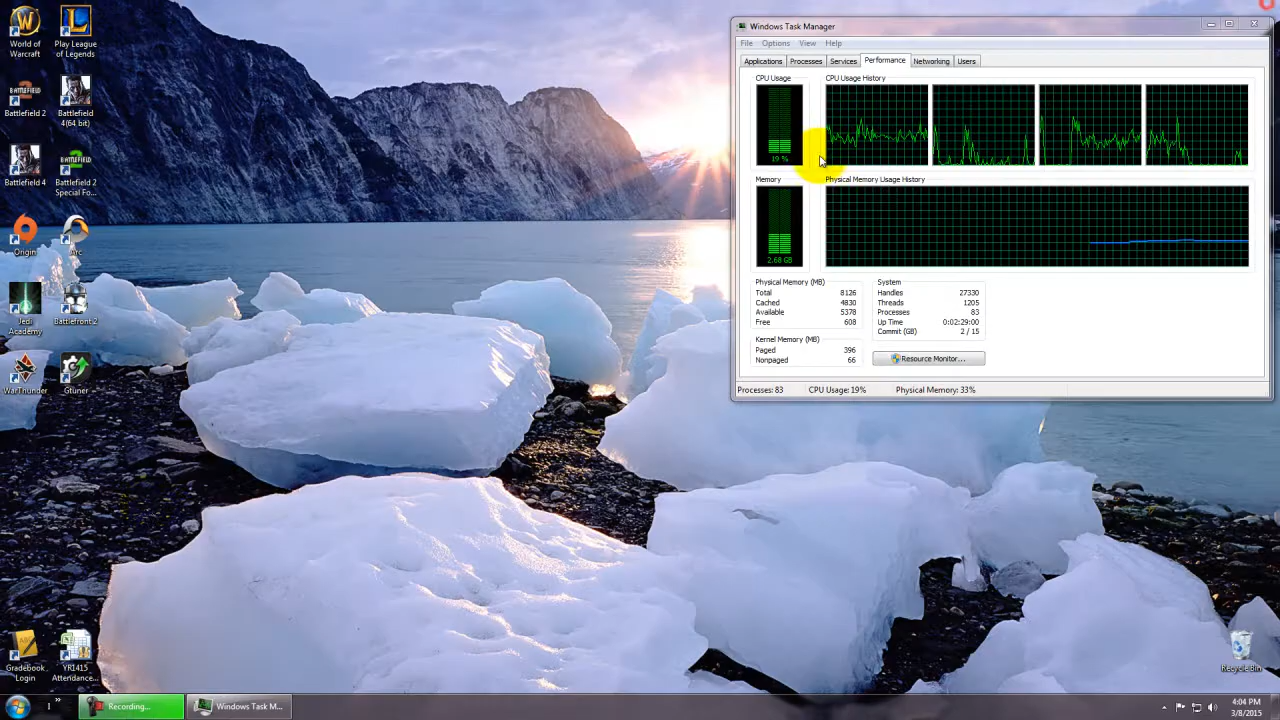 World of
Warcraft
Play League
of Legends
Battlefield 2
Battlefield
4(64 bit)
Battlefield 4
Battlefield 2
Special Fo...
Origin
Arc
Jedi
Academy
Battlefront 2
WarThunder
Gtuner
Gradebook
Login
YR1415
Attendance...
Windows Task Manager
File Options View Help
Applications Processes Services Performance Networking Users
CPU Usage
CPU Usage History
19 %
Memory
Physical Memory Usage History
2.68 GB
Physical Memory (MB)
Total 8126
Cached 4830
Available 5378
Free 608
Kernel Memory (MB)
Paged 396
Nonpaged 66
System
Handles 27330
Threads 1205
Processes 83
Up Time 0:02:29:00
Commit (GB) 2 / 15
Resource Monitor...
Processes: 83 CPU Usage: 19% Physical Memory: 33%
Recycle Bin
Recording...
Windows Task M...
4:04 PM
3/8/2015